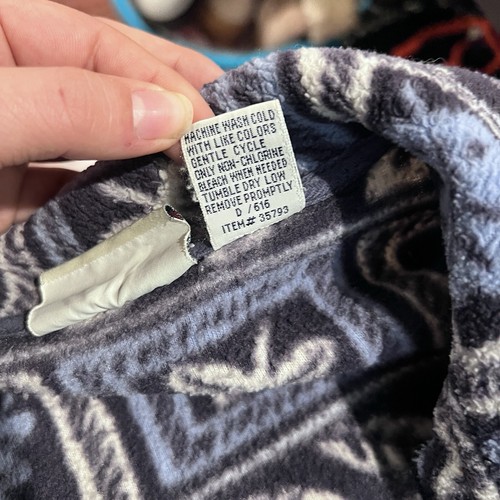 MACHINE WASH COLD
WITH LIKE COLORS
GENTLE CYCLE
ONLY NON-CHLORINE
BLEACH WHEN NEEDED
TUMBLE DRY LOW
REMOVE PROMPTLY
D /616
ITEM# 35793